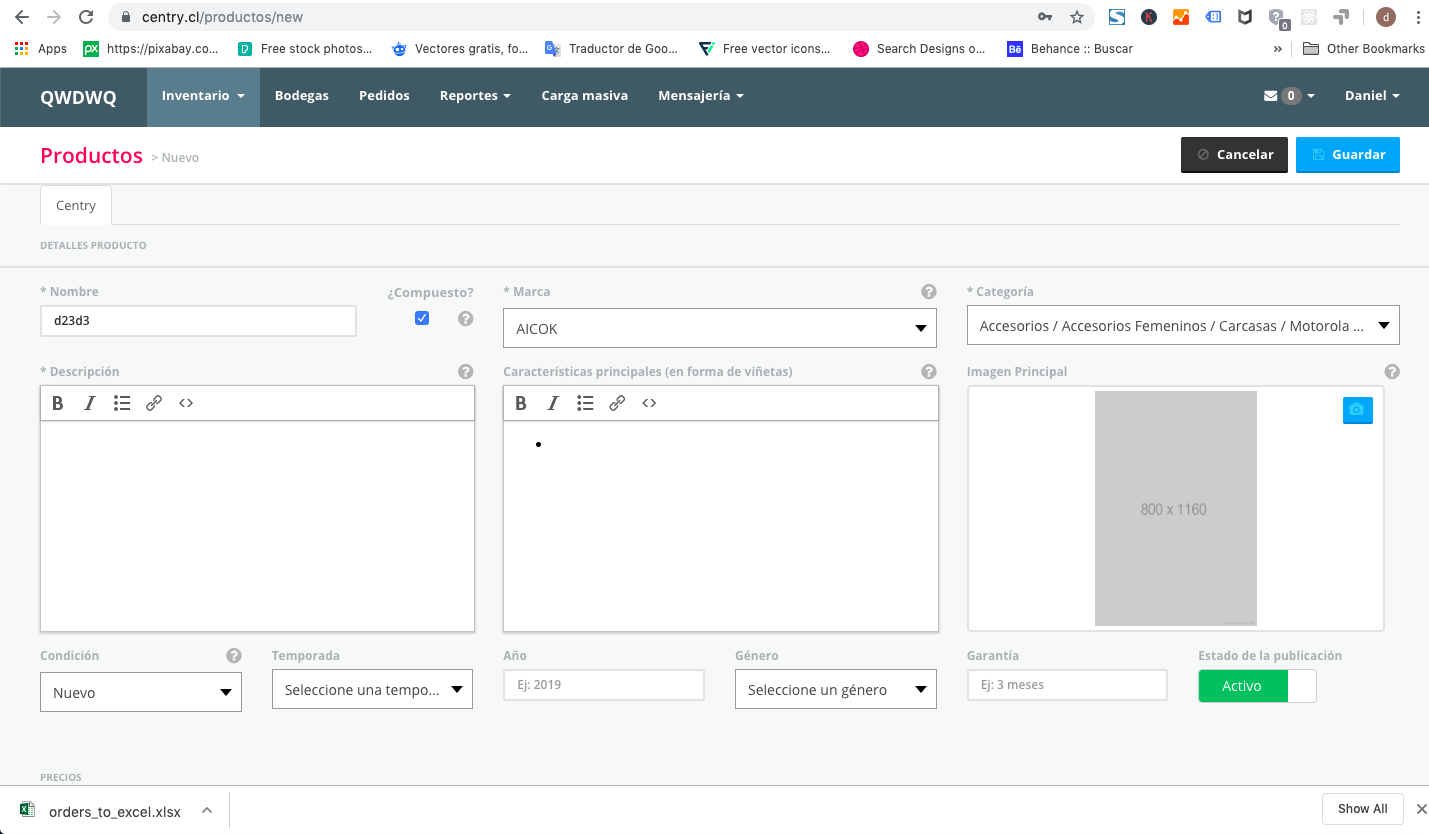 centry.cl/productos/new
0
d
Apps
https://pixabay.co...
Free stock photos...
Vectores gratis, fo...
Traductor de Goo...
Free vector icons...
Search Designs o...
Behance :: Buscar
»
Other Bookmarks
QWDWQ
Inventario
Bodegas
Pedidos
Reportes
Carga masiva
Mensajería
0
Daniel
Productos > Nuevo
Cancelar
Guardar
Centry
DETALLES PRODUCTO
* Nombre
¿Compuesto?
* Marca
* Categoría
d23d3
AICOK
Accesorios / Accesorios Femeninos / Carcasas / Motorola ...
* Descripción
Características principales (en forma de viñetas)
Imagen Principal
B I <>
B I <>
800 x 1160
Condición
Temporada
Año
Género
Garantía
Estado de la publicación
Nuevo
Seleccione una tempo...
Ej: 2019
Seleccione un género
Ej: 3 meses
Activo
PRECIOS
orders_to_excel.xlsx
Show All